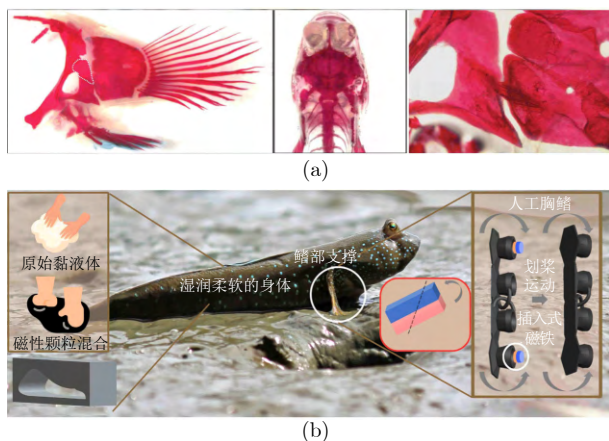 (a)
人工胸鳍
鳍部支撑
原始黏液体
湿润柔软的身体
划桨
运动
插入式
磁铁
磁性颗粒混合
(b)